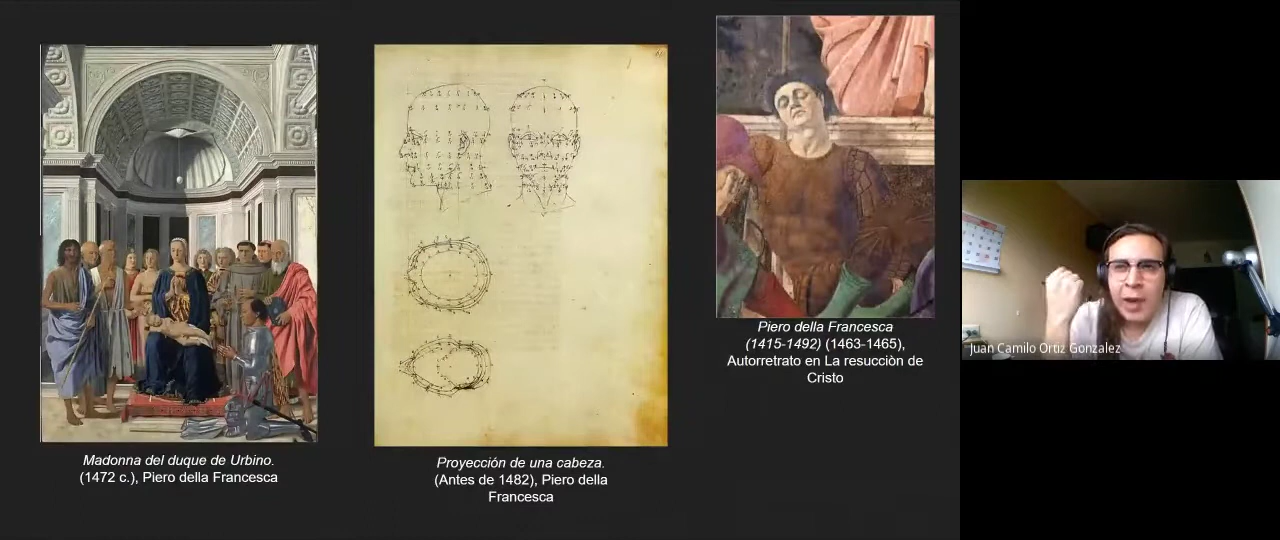 Madonna del duque de Urbino.
(1472 c.), Piero della Francesca
Proyección de una cabeza.
(Antes de 1482), Piero della
Francesca
Piero della Francesca
(1415-1492) (1463-1465),
Autorretrato en La resucciòn de
Cristo
Juan Camilo Ortiz Gonzalez